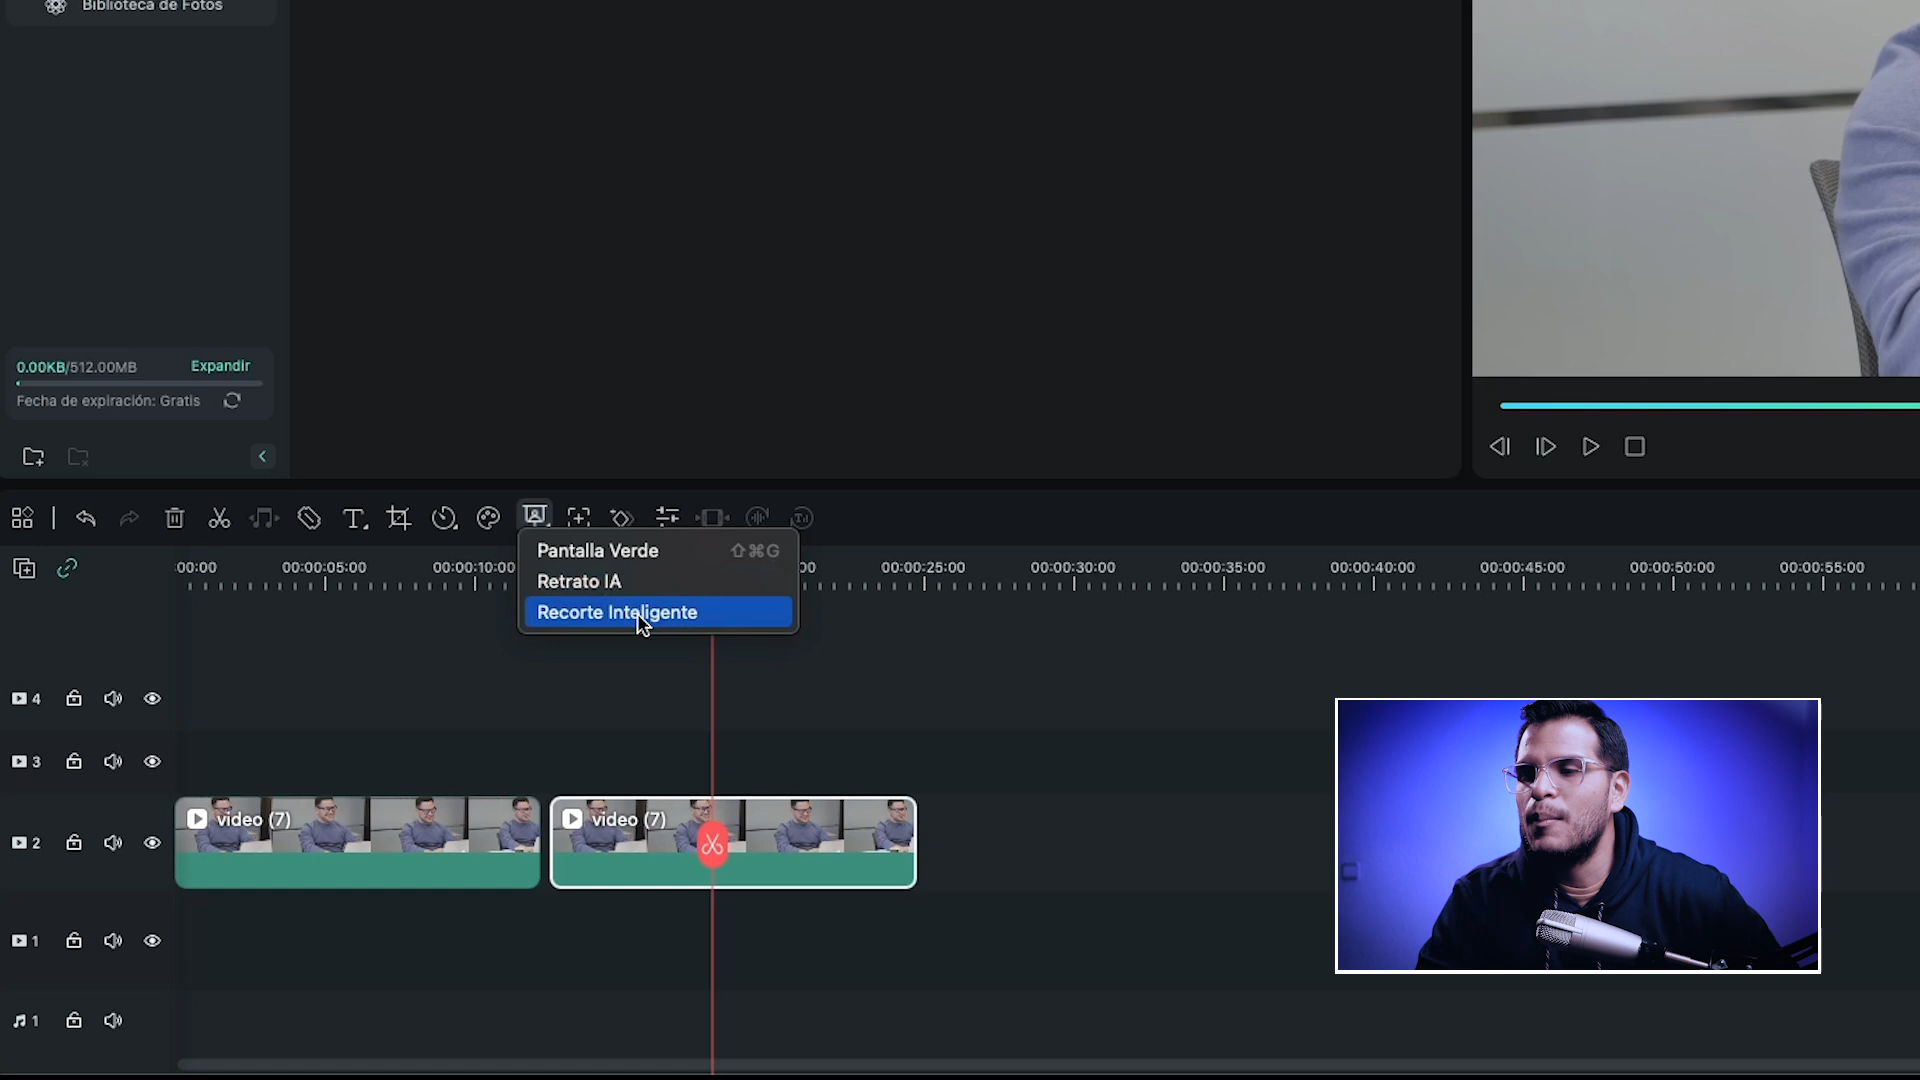 Biblioteca de Fotos
0.00KB/512.00MB
Expandir
Fecha de expiración: Gratis
Pantalla Verde ⇧⌘G
Retrato IA
Recorte Inteligente
:00:00 00:00:05:00 00:00:10:00 00 00:00:25:00 00:00:30:00 00:00:35:00 00:00:40:00 00:00:45:00 00:00:50:00 00:00:55:00
4
3
video (7) video (7)
2
1
1